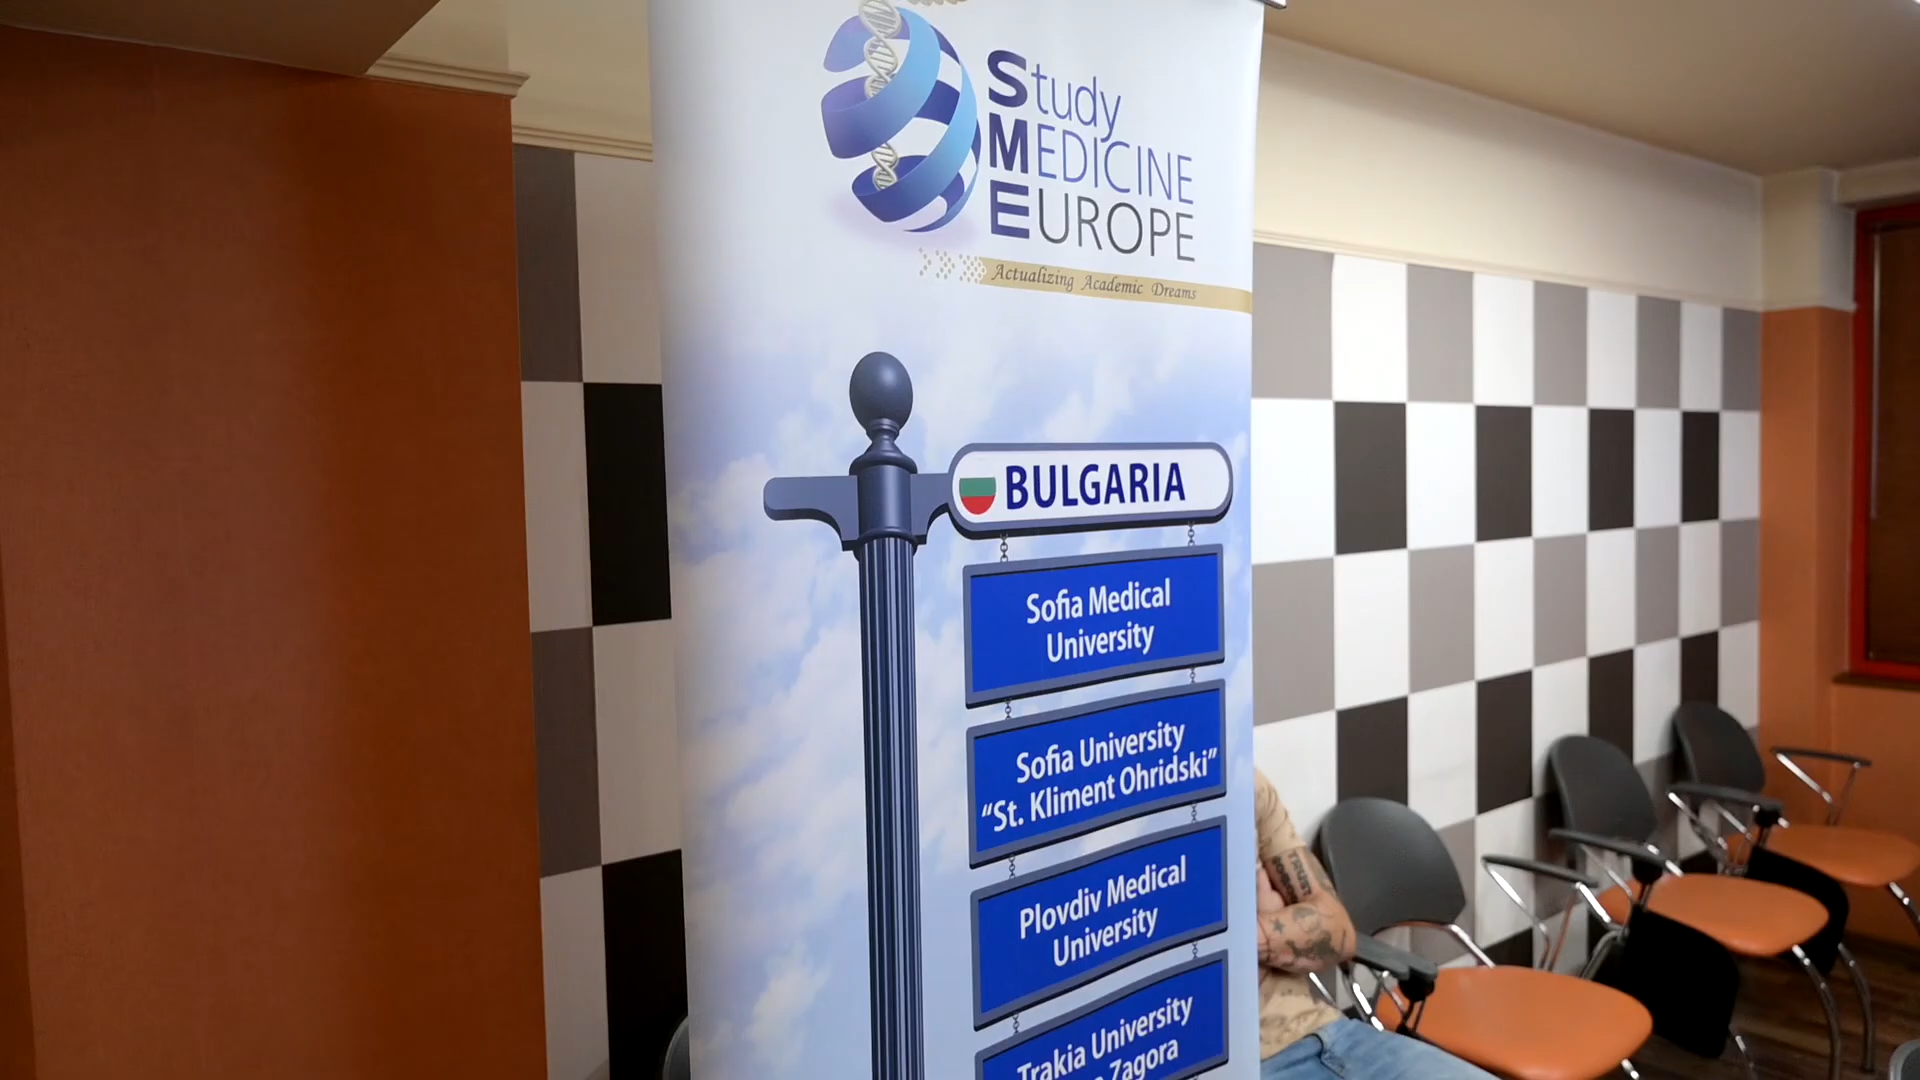 Study
MEDICINE
EUROPE
Actualizing Academic Dreams
BULGARIA
Sofia Medical
University
Sofia University
“St. Kliment Ohridski”
Plovdiv Medical
University
Trakia University
Zagora
TRUST